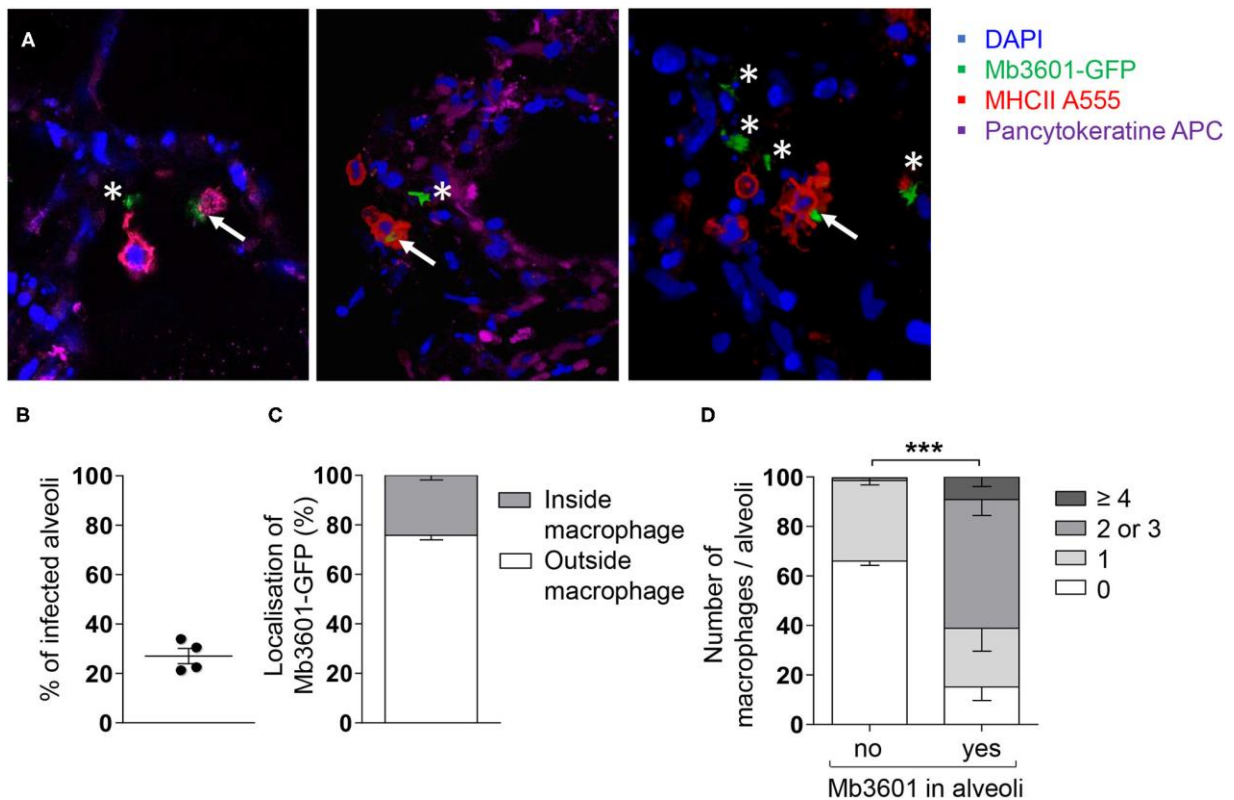 A
* * * * * *
DAPI
Mb3601-GFP
MHCII A555
Pancytokeratine APC
B
% of infected alveoli
100
80
60
40
20
0
C
Localisation of
Mb3601-GFP (%)
100
80
60
40
20
0
Inside
macrophage
Outside
macrophage
D
Number of
macrophages / alveoli
100
80
60
40
20
0
***
no yes
Mb3601 in alveoli
≥ 4
2 or 3
1
0